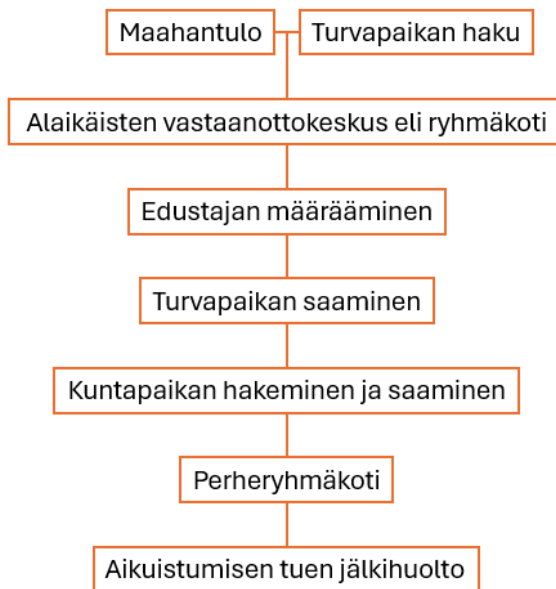 Maahantulo
Turvapaikan haku
Alaikäisten vastaanottokeskus eli ryhmäkoti
Edustajan määrääminen
Turvapaikan saaminen
Kuntapaikan hakeminen ja saaminen
Perheryhmäkoti
Aikuistumisen tuen jälkihuolto